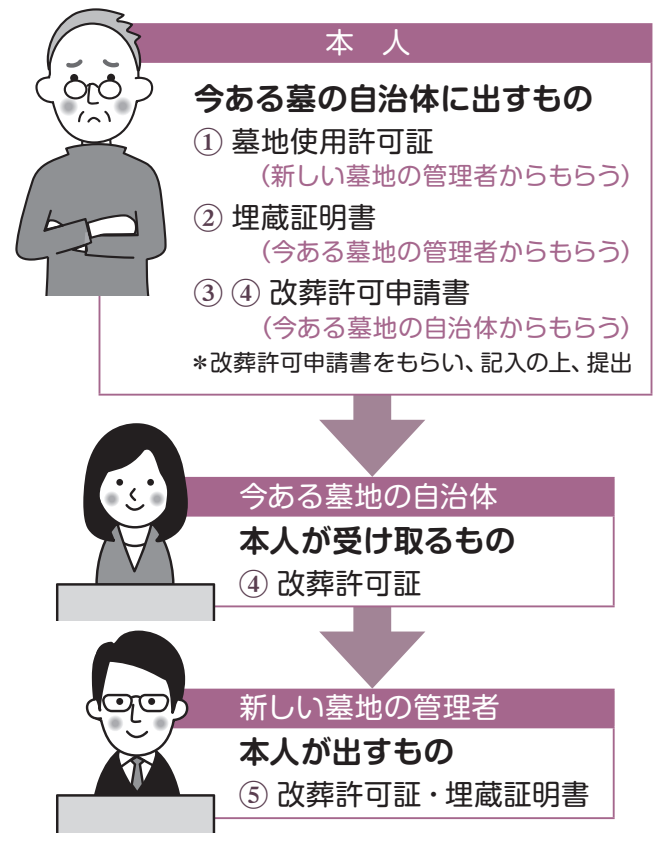 本 人
今ある墓の自治体に出すもの
① 墓地使用許可証
（新しい墓地の管理者からもらう）
② 埋蔵証明書
（今ある墓地の管理者からもらう）
③ ④ 改葬許可申請書
（今ある墓地の自治体からもらう）
＊改葬許可申請書をもらい、記入の上、提出
今ある墓地の自治体
本人が受け取るもの
④ 改葬許可証
新しい墓地の管理者
本人が出すもの
⑤ 改葬許可証・埋蔵証明書